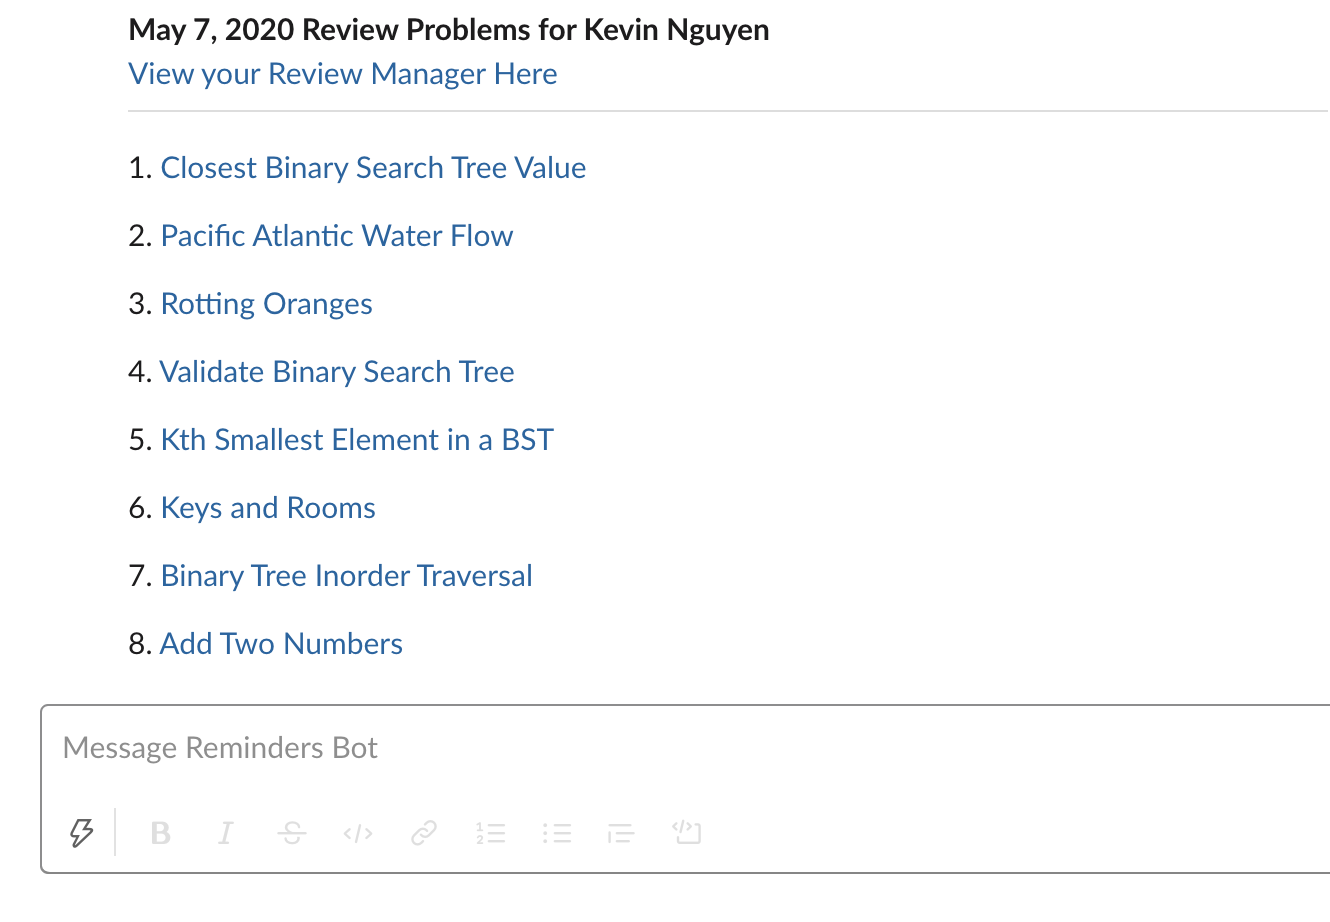 May 7, 2020 Review Problems for Kevin Nguyen
View your Review Manager Here
1. Closest Binary Search Tree Value
2. Pacific Atlantic Water Flow
3. Rotting Oranges
4. Validate Binary Search Tree
5. Kth Smallest Element in a BST
6. Keys and Rooms
7. Binary Tree Inorder Traversal
8. Add Two Numbers
Message Reminders Bot